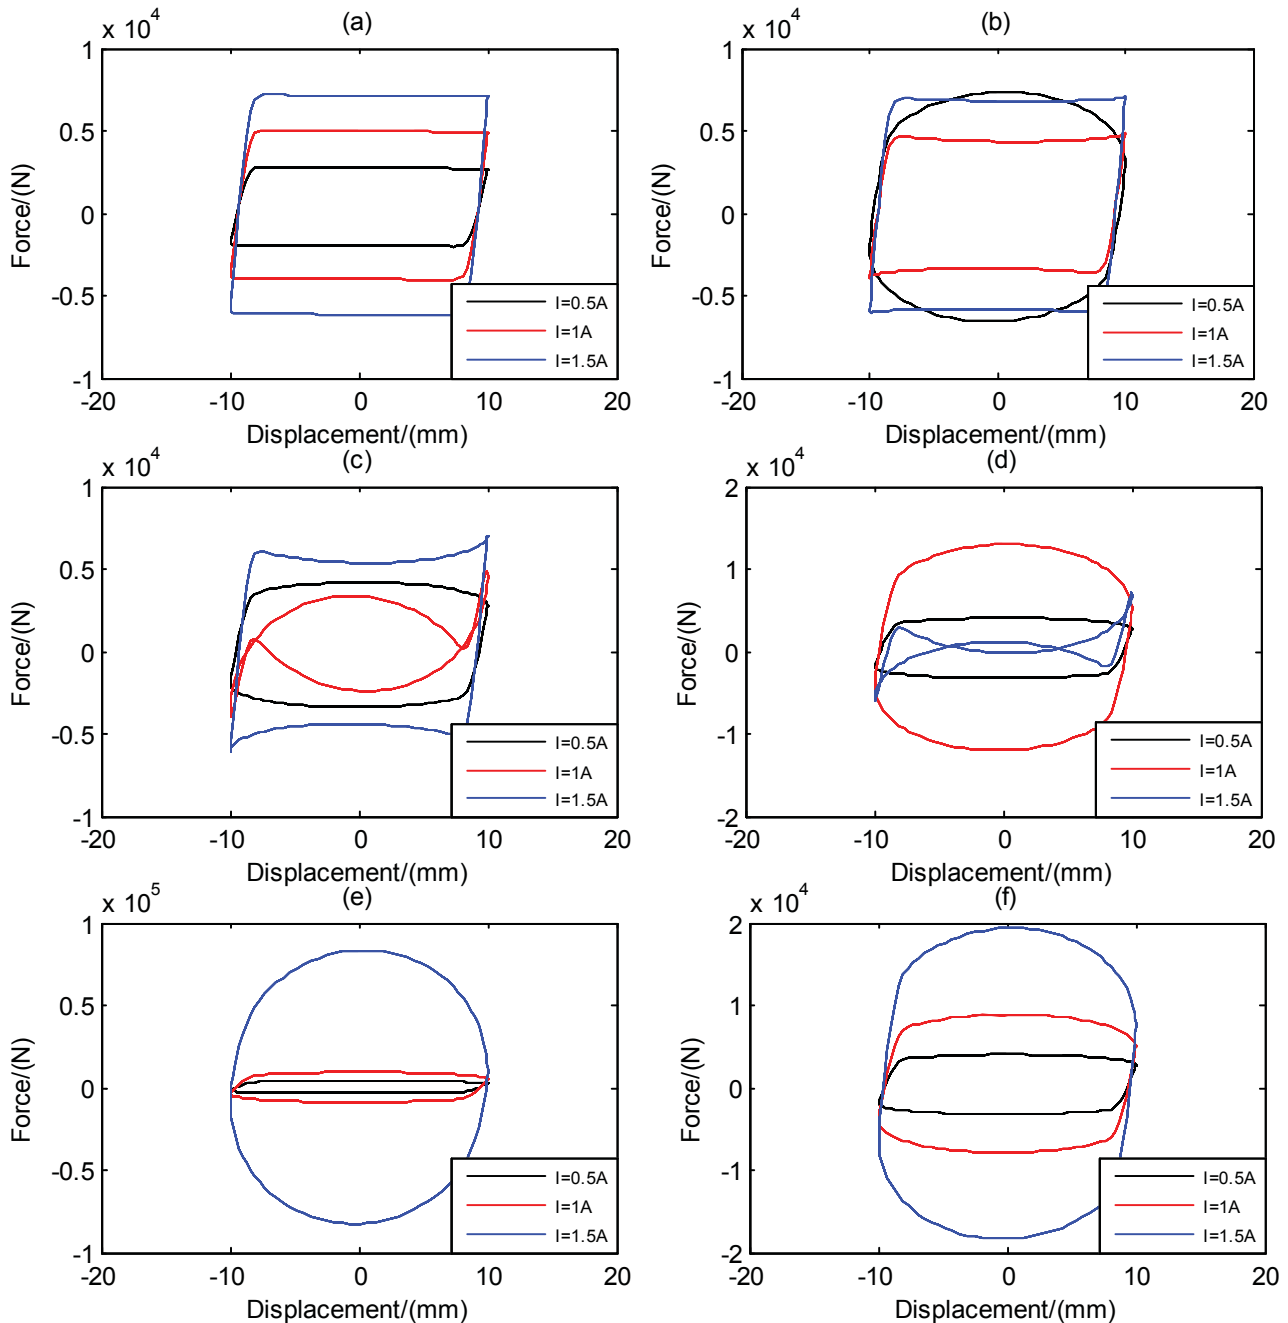 (a)
x 10^4
1
0.5
0
-0.5
-1
Force/(N)
-20 -10 0 10 20
Displacement/(mm)
I=0.5A
I=1A
I=1.5A
(b)
x 10^4
1
0.5
0
-0.5
-1
Force/(N)
-20 -10 0 10 20
Displacement/(mm)
I=0.5A
I=1A
I=1.5A
(c)
x 10^4
1
0.5
0
-0.5
-1
Force/(N)
-20 -10 0 10 20
Displacement/(mm)
I=0.5A
I=1A
I=1.5A
(d)
x 10^4
2
1
0
-1
-2
Force/(N)
-20 -10 0 10 20
Displacement/(mm)
I=0.5A
I=1A
I=1.5A
(e)
x 10^5
1
0.5
0
-0.5
-1
Force/(N)
-20 -10 0 10 20
Displacement/(mm)
I=0.5A
I=1A
I=1.5A
(f)
x 10^4
2
1
0
-1
-2
Force/(N)
-20 -10 0 10 20
Displacement/(mm)
I=0.5A
I=1A
I=1.5A